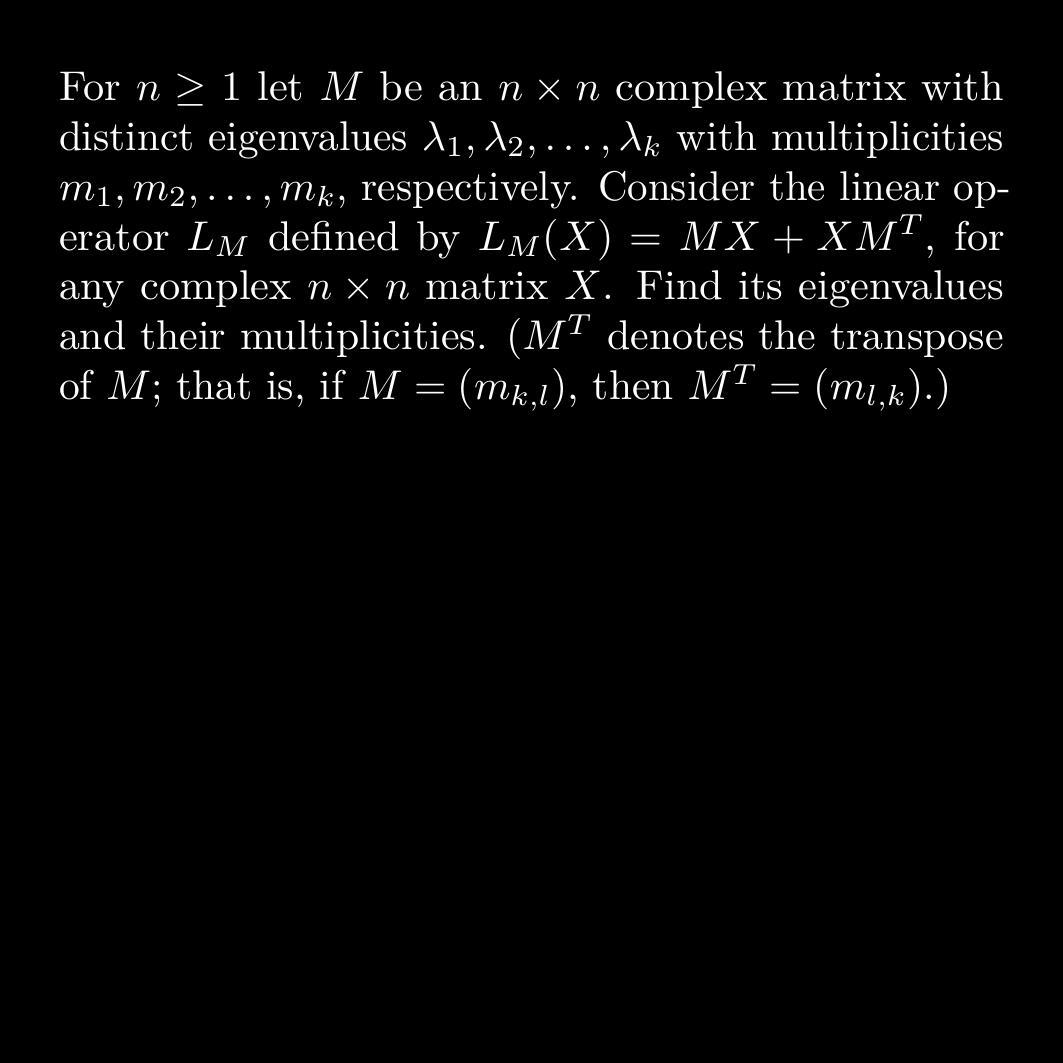 For $n \geq 1$ let $M$ be an $n \times n$ complex matrix with
distinct eigenvalues $\lambda_1, \lambda_2, \ldots, \lambda_k$ with multiplicities
$m_1, m_2, \ldots, m_k$, respectively. Consider the linear op-
erator $L_M$ defined by $L_M(X) = MX + XM^T$, for
any complex $n \times n$ matrix $X$. Find its eigenvalues
and their multiplicities. ($M^T$ denotes the transpose
of $M$; that is, if $M = (m_{k,l})$, then $M^T = (m_{l,k})$.)